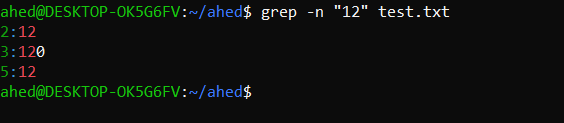 ahed@DESKTOP-OK5G6FV:~/ahed$ grep -n "12" test.txt
2:12
3:120
5:12
ahed@DESKTOP-OK5G6FV:~/ahed$